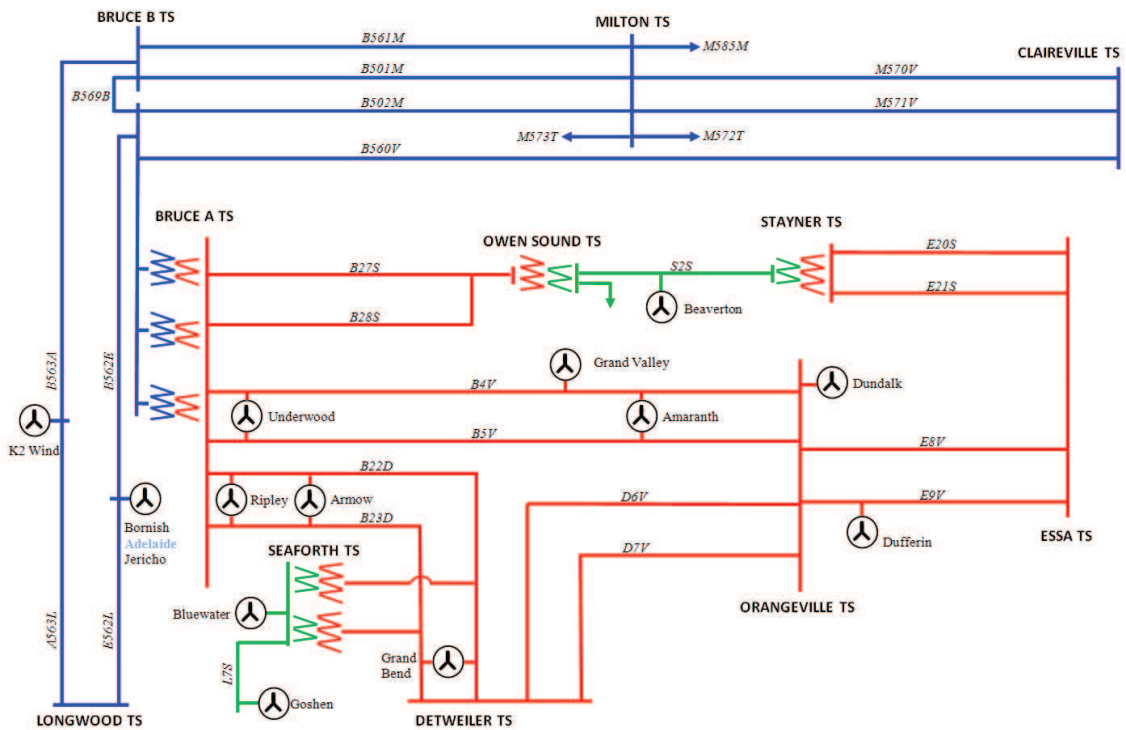 BRUCE B TS
MILTON TS
CLAIREVILLE TS
B561M
M585M
B501M
M570V
B569B
B502M
M571V
M573T
M572T
B560V
BRUCE A TS
OWEN SOUND TS
STAYNER TS
B27S
S2S
E20S
E21S
Beaverton
B28S
B563A
B562E
Grand Valley
B4V
Dundalk
Underwood
Amaranth
K2 Wind
B5V
E8V
B22D
Ripley
Armow
D6V
E9V
Bornish
Adelaide
Jericho
B23D
Dufferin
ESSA TS
SEAFORTH TS
D7V
Bluewater
ORANGEVILLE TS
A563L
E562L
L7S
Grand
Bend
Goshen
LONGWOOD TS
DETWEILER TS